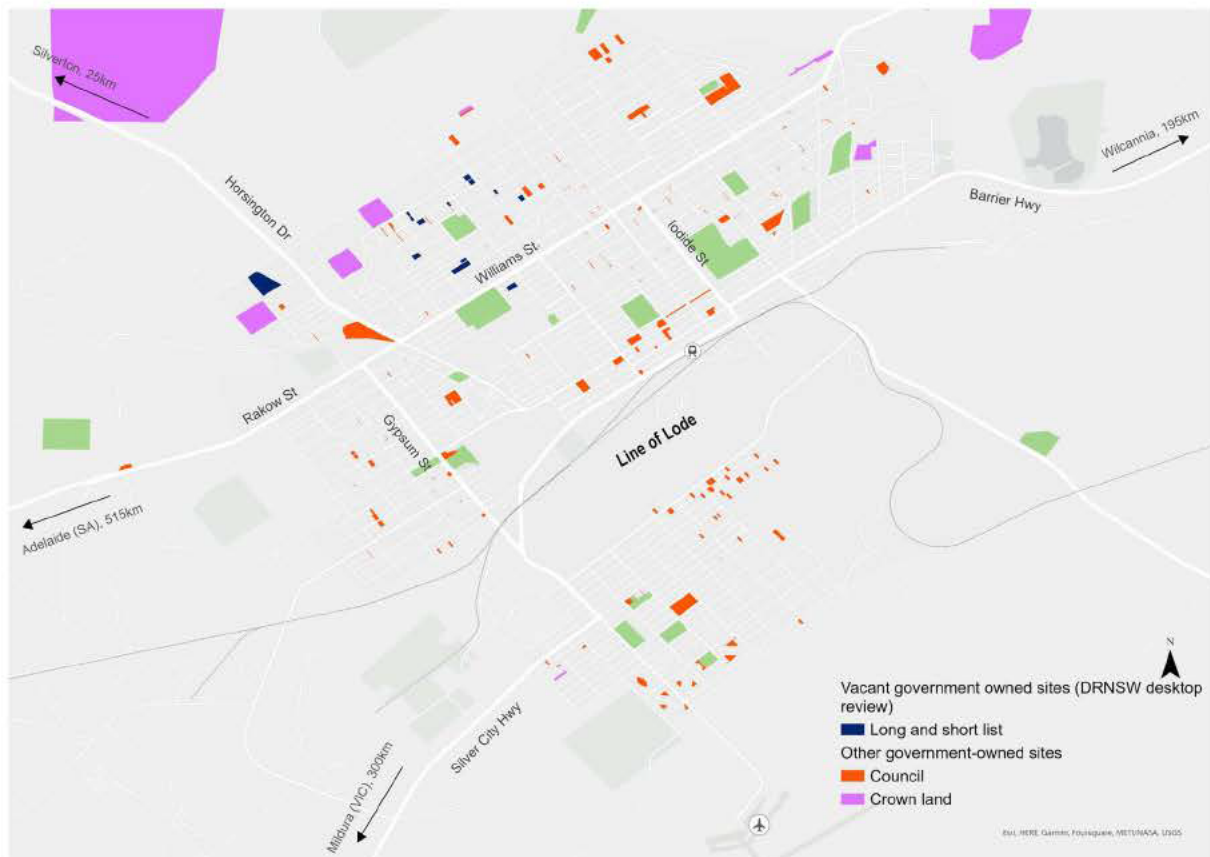 Silverton, 25km
Wilcannia, 195km
Barrier Hwy
Horsington Dr
Iodide St
Williams St
Rakow St
Gypsum St
Line of Lode
Adelaide (SA), 515km
Silver City Hwy
Mildura (VIC), 300km
N
Vacant government owned sites (DRNSW desktop
review)
Long and short list
Other government-owned sites
Council
Crown land
Esri, HERE, Garmin, Foursquare, METI/NASA, USGS